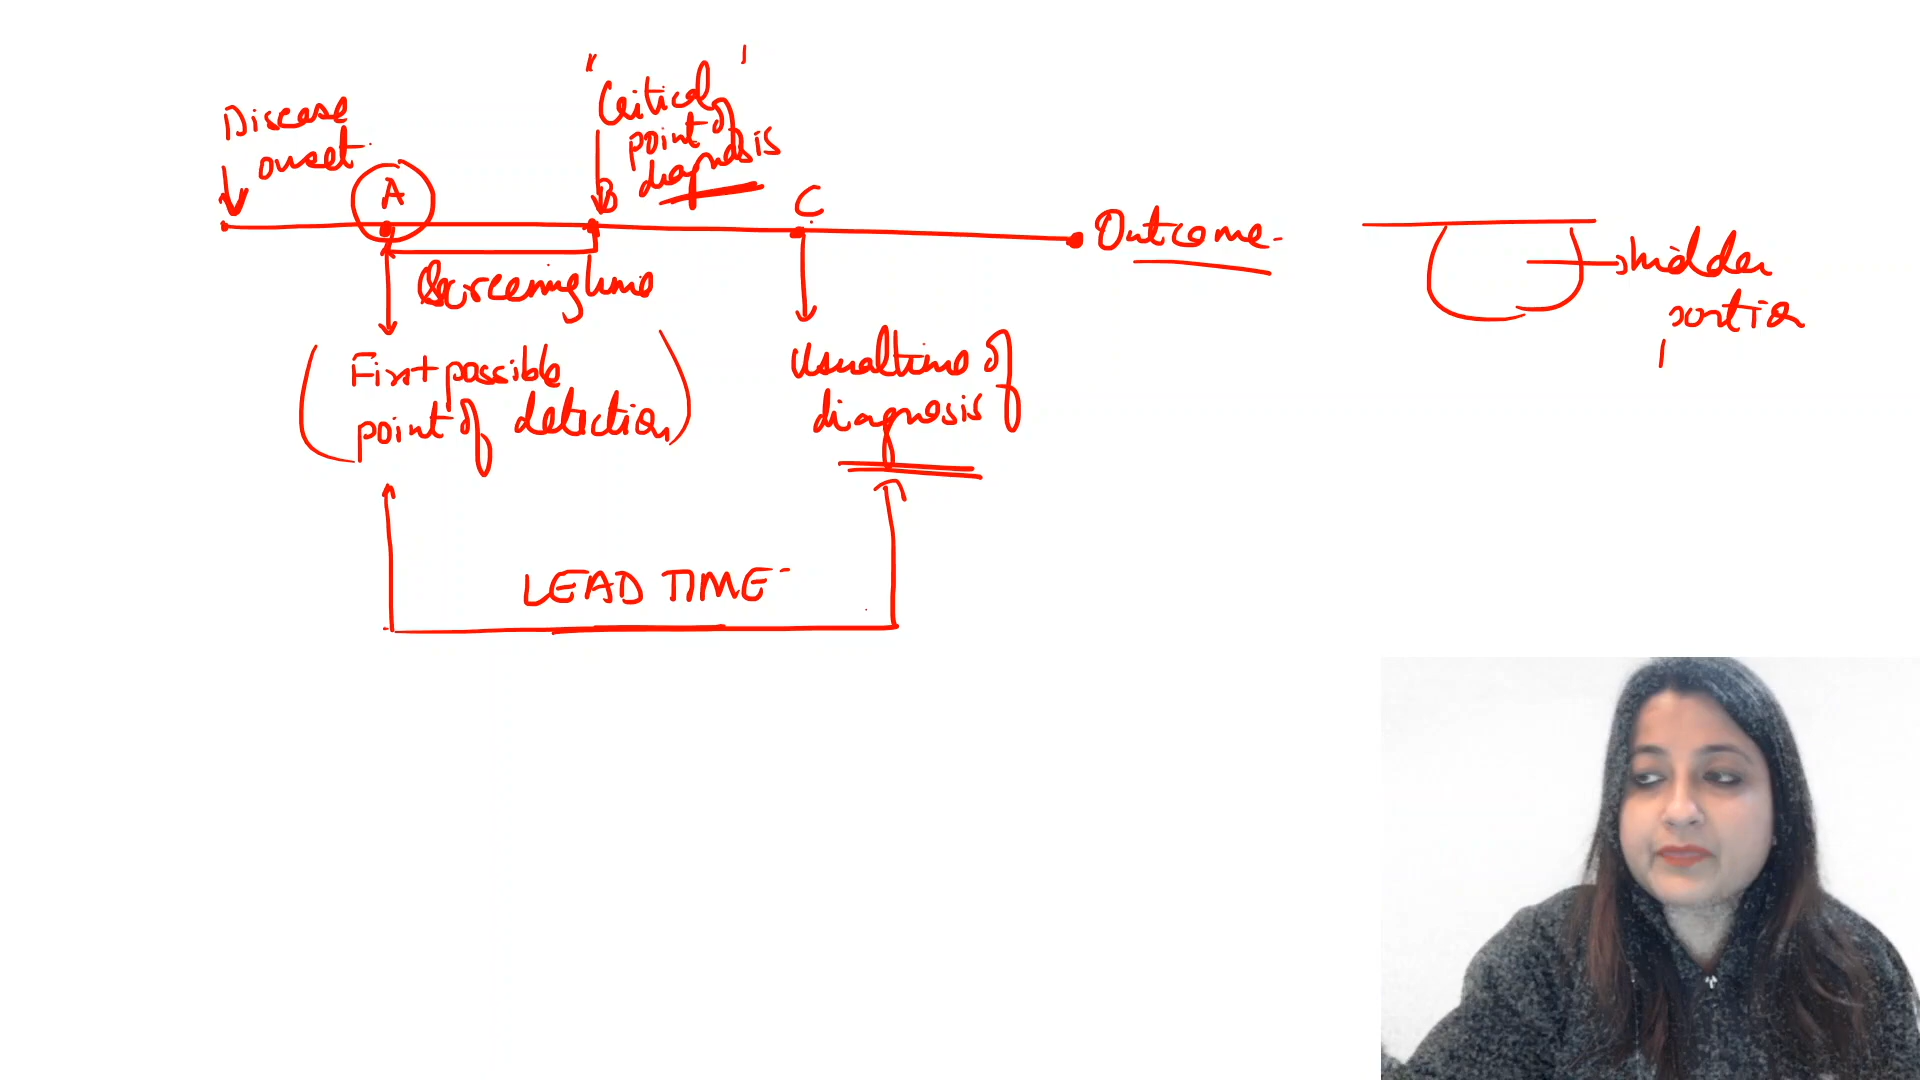 Disease
onset
A
"Critical"
point of
diagnosis
B
C
Outcome
Screening time
First possible
point of detection
Usual time of
diagnosis
LEAD TIME
hidden
portion